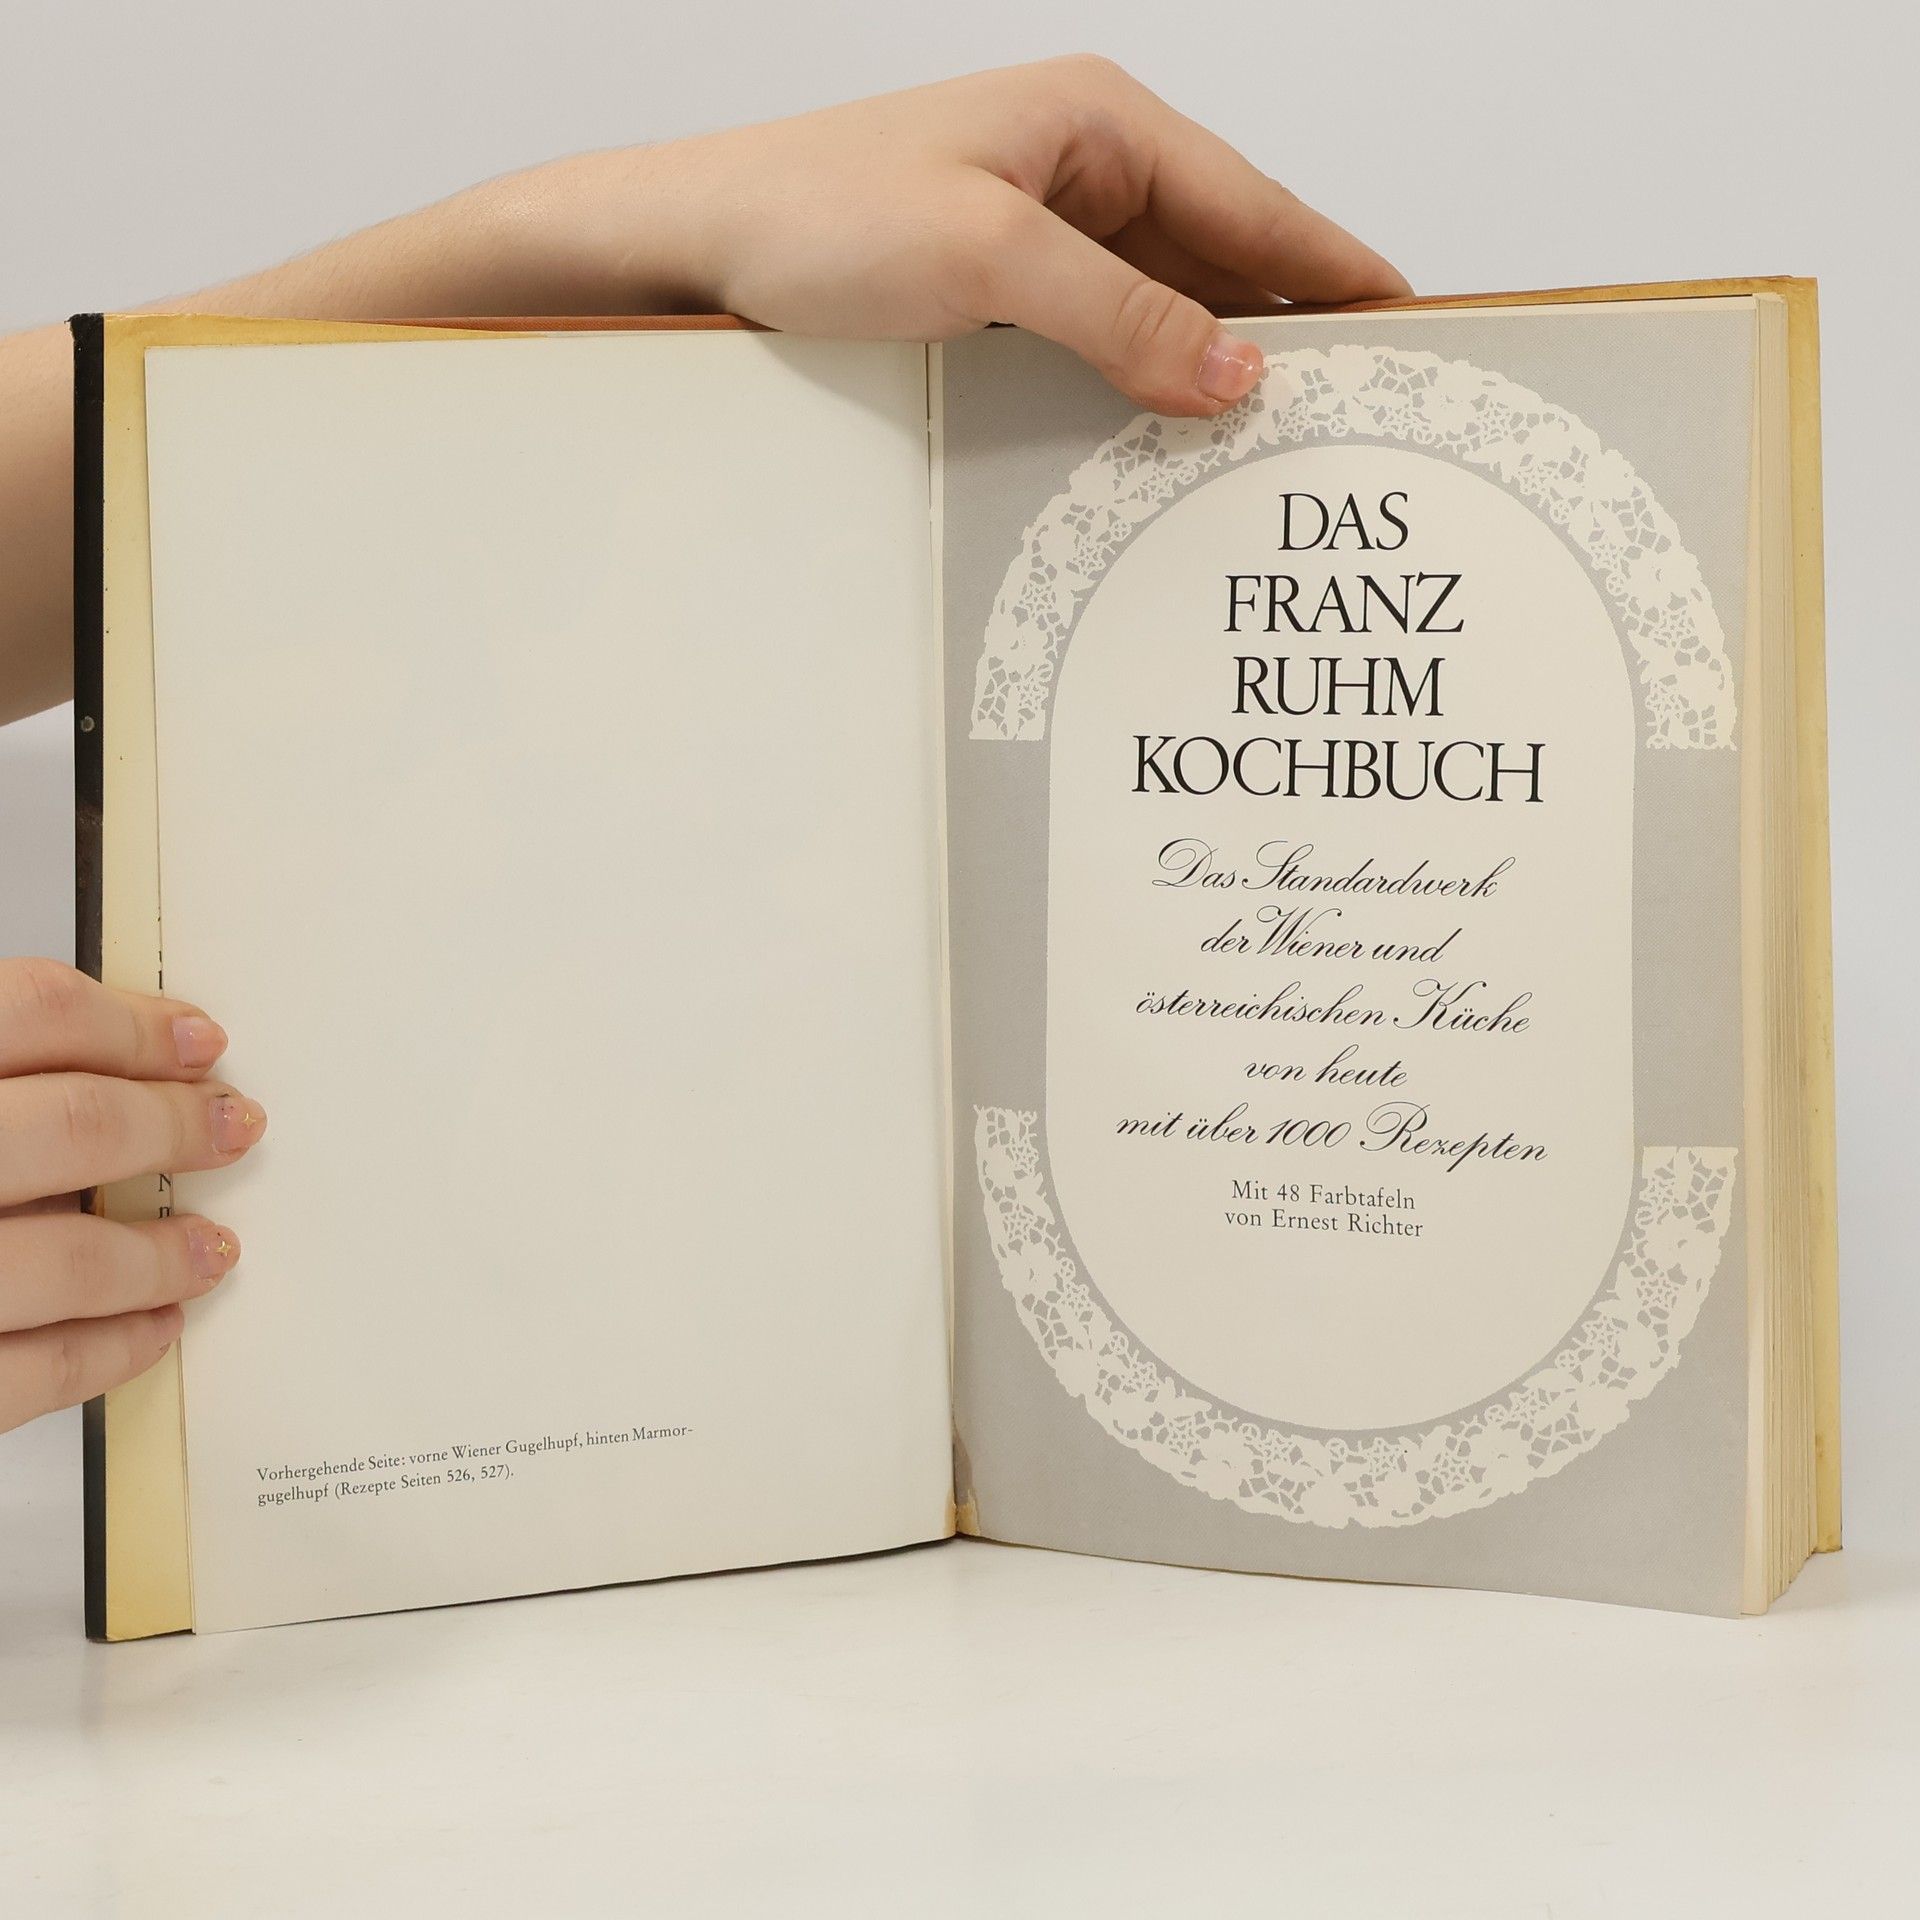 Vorhergehende Seite: vorne Wiener Gugelhupf, hinten Marmor-
gugelhupf (Rezepte Seiten 526, 527).
DAS
FRANZ
RUHM
KOCHBUCH
Das Standardwerk
der Wiener und
österreichischen Küche
von heute
mit über 1000 Rezepten
Mit 48 Farbtafeln
von Ernest Richter